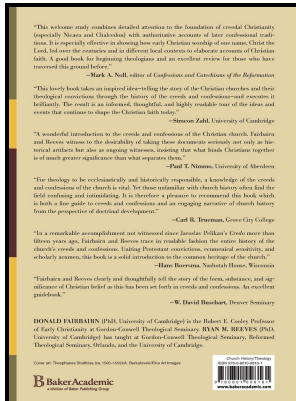 "This welcome study combines detailed attention to the foundation of creedal Christianity
(especially Nicaea and Chalcedon) with authoritative accounts of later confessional tradi-
tions. It is especially effective in showing how early Christian worship of one name, Christ the
Lord, led over the centuries and in different local contexts to elaborate accounts of Christian
faith. A good book for beginning theologians and an excellent review for those who have
traversed this ground before."
—Mark A. Noll, editor of Confessions and Catechisms of the Reformation
"This lovely book takes an inspired idea—telling the story of the Christian churches and their
theological convictions through the history of the creeds and confessions—and executes it
brilliantly. The result is an informed, thoughtful, and highly readable tour of the ideas and
events that continue to shape the Christian faith today."
—Simeon Zahl, University of Cambridge
"A wonderful introduction to the creeds and confessions of the Christian church. Fairbairn
and Reeves witness to the desirability of taking these documents seriously not only as his-
torical artifacts but also as ongoing witnesses, insisting that what binds Christians together
is of much greater significance than what separates them."
—Paul T. Nimmo, University of Aberdeen
"For theology to be ecclesiastically and historically responsible, a knowledge of the creeds
and confessions of the church is vital. Yet those unfamiliar with church history often find the
field confusing and intimidating. It is therefore a pleasure to recommend this book which
is both a fine guide to creeds and confessions and an engaging narrative of church history
from the perspective of doctrinal development."
—Carl R. Trueman, Grove City College
"In a remarkable accomplishment not witnessed since Jaroslav Pelikan's Credo more than
fifteen years ago, Fairbairn and Reeves trace in readable fashion the entire history of the
church's creeds and confessions. Uniting Protestant convictions, ecumenical sensitivity, and
scholarly acumen, this book is a solid introduction to the common heritage of the church."
—Hans Boersma, Nashotah House, Wisconsin
"Fairbairn and Reeves clearly and thoughtfully tell the story of the form, substance, and sig-
nificance of Christian belief as this has been set forth in creeds and confessions. An excellent
guidebook."
—W. David Buschart, Denver Seminary
DONALD FAIRBAIRN (PhD, University of Cambridge) is the Robert E. Cooley Professor
of Early Christianity at Gordon-Conwell Theological Seminary. RYAN M. REEVES (PhD,
University of Cambridge) has taught at Gordon-Conwell Theological Seminary, Reformed
Theological Seminary, Orlando, and the University of Cambridge.
Church History/Theology
BakerAcademic
a division of Baker Publishing Group